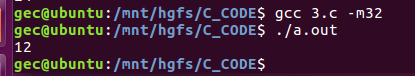 gec@ubuntu:/mnt/hgfs/C_CODE$ gcc 3.c -m32
gec@ubuntu:/mnt/hgfs/C_CODE$ ./a.out
12
gec@ubuntu:/mnt/hgfs/C_CODE$